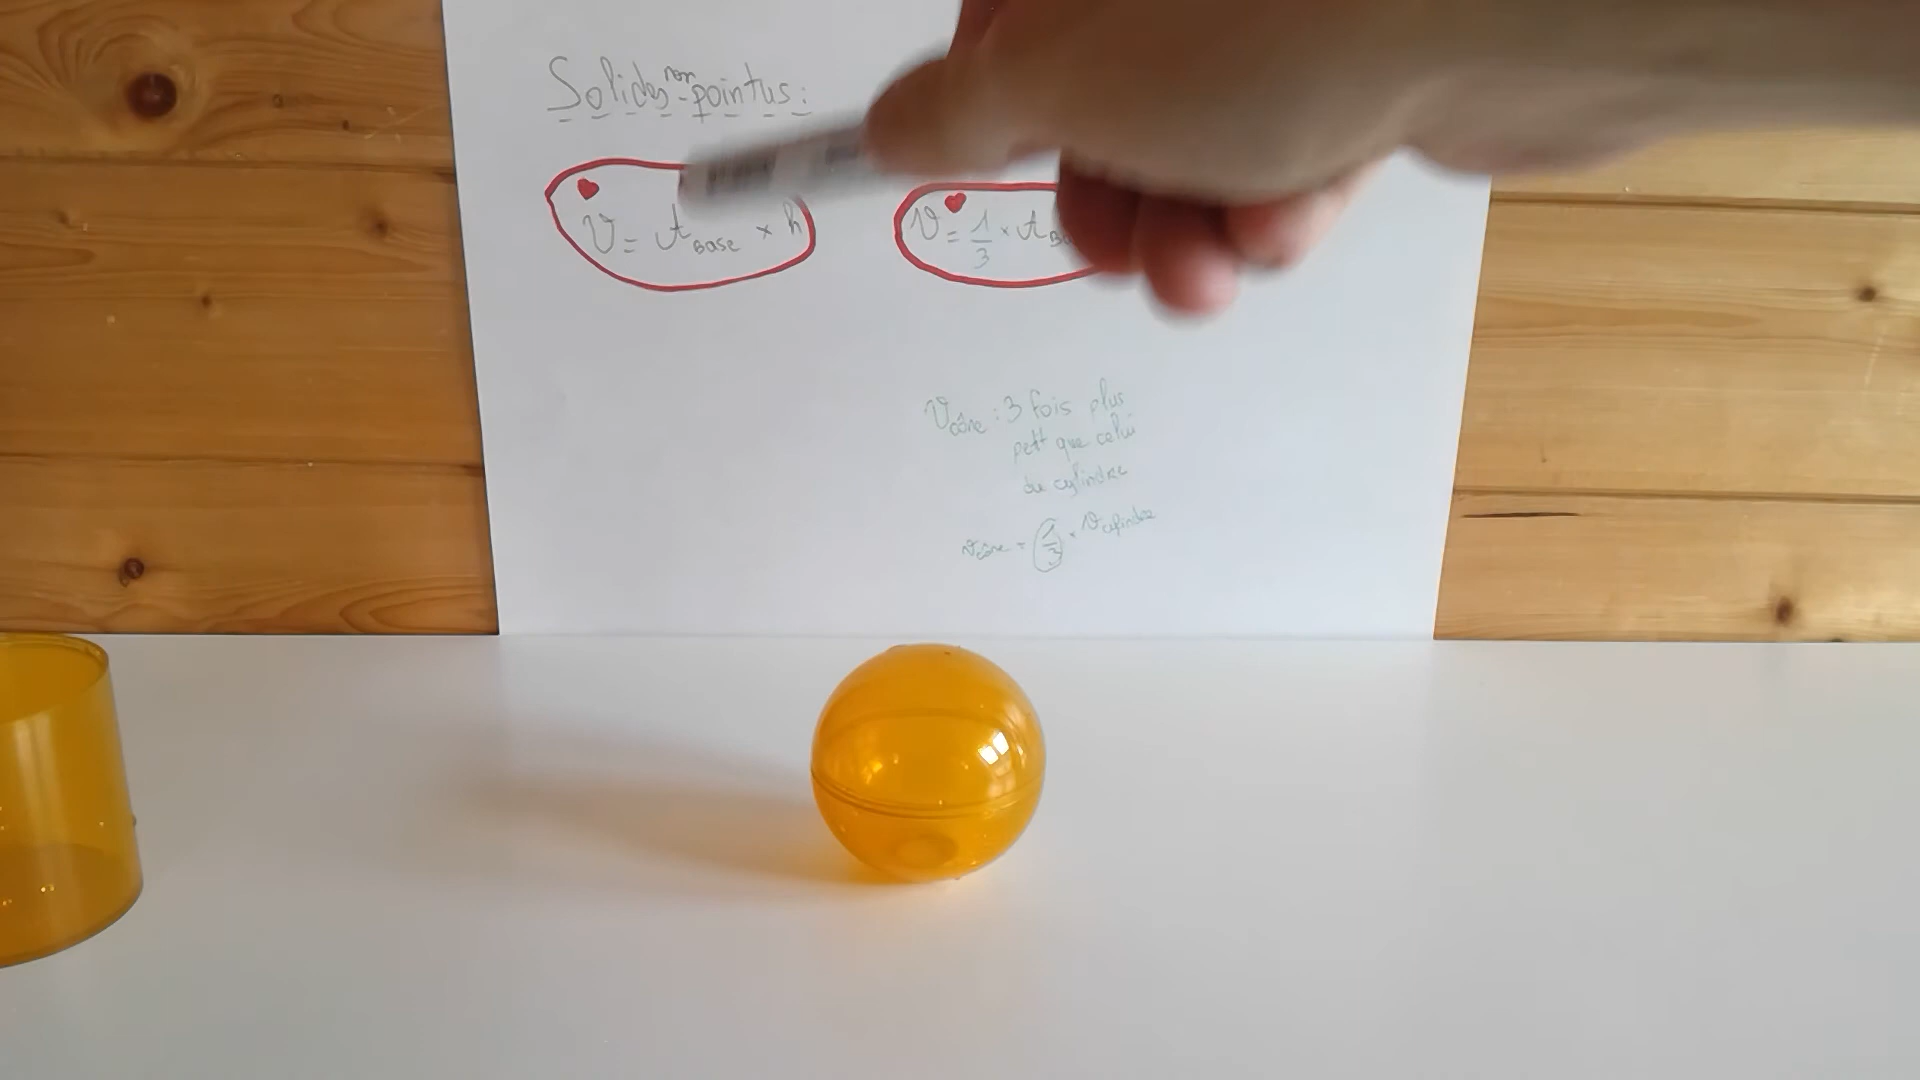 Solides non-pointus:
V = A Base × h
V = 1/3 × A
V cône : 3 fois plus
petit que celui
du cylindre
V cône = 1/3 × V cylindre